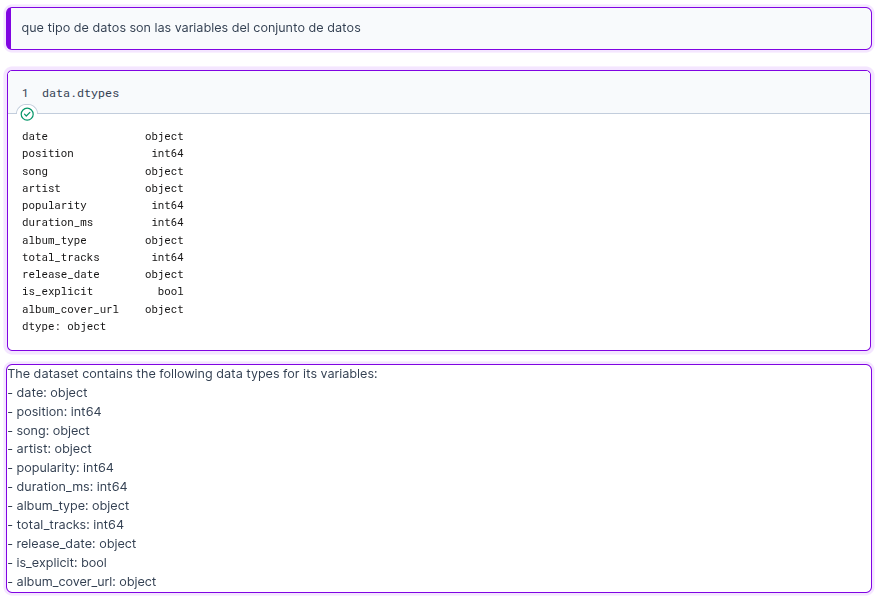 que tipo de datos son las variables del conjunto de datos
1 data.dtypes
date object
position int64
song object
artist object
popularity int64
duration_ms int64
album_type object
total_tracks int64
release_date object
is_explicit bool
album_cover_url object
dtype: object
The dataset contains the following data types for its variables:
- date: object
- position: int64
- song: object
- artist: object
- popularity: int64
- duration_ms: int64
- album_type: object
- total_tracks: int64
- release_date: object
- is_explicit: bool
- album_cover_url: object